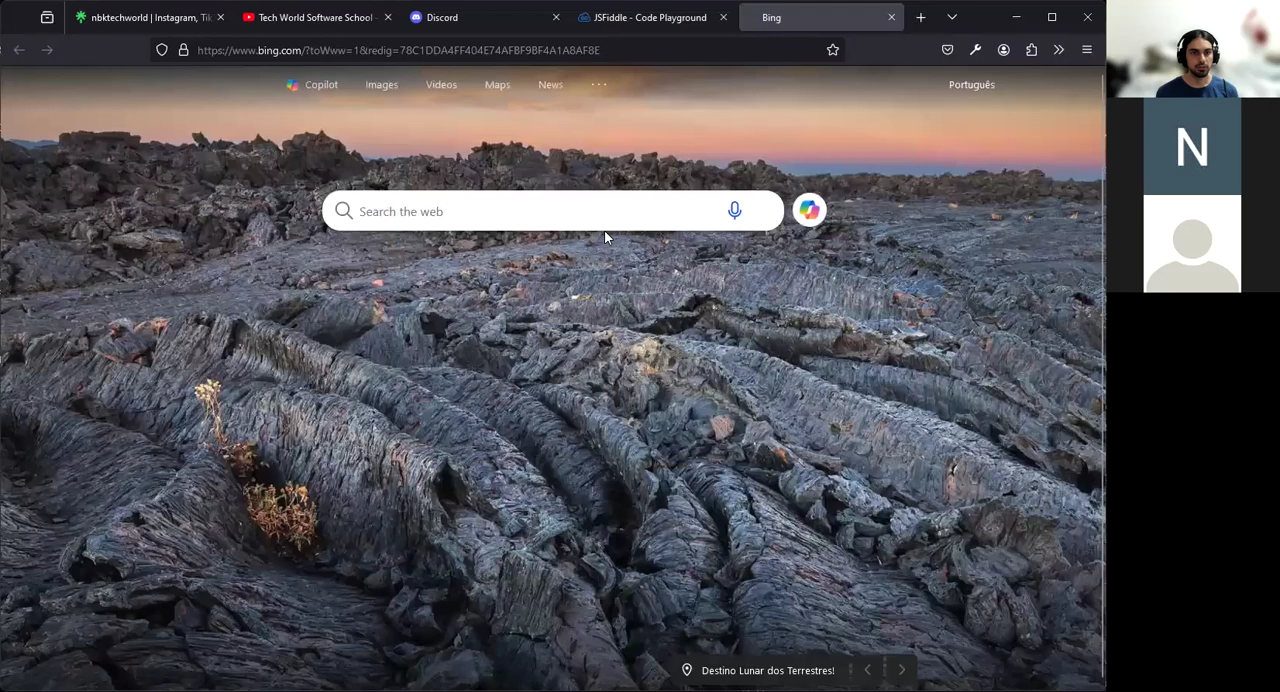 nbktechworld | Instagram, Tik
Tech World Software School -
Discord
JSFiddle - Code Playground
Bing
https://www.bing.com/?toWww=1&redig=78C1DDA4FF404E74AFBF9BF4A1A8AF8E
Copilot
Images
Videos
Maps
News
Português
Search the web
N
Destino Lunar dos Terrestres!